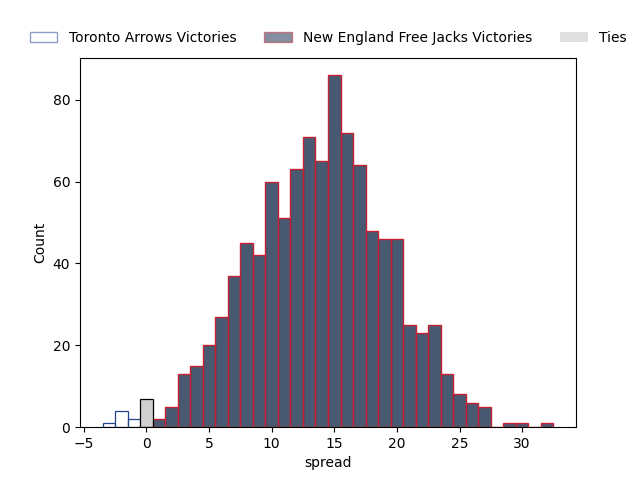 Toronto Arrows Victories New England Free Jacks Victories Ties
80
60
40
20
0
Count
−5 0 5 10 15 20 25 30
spread